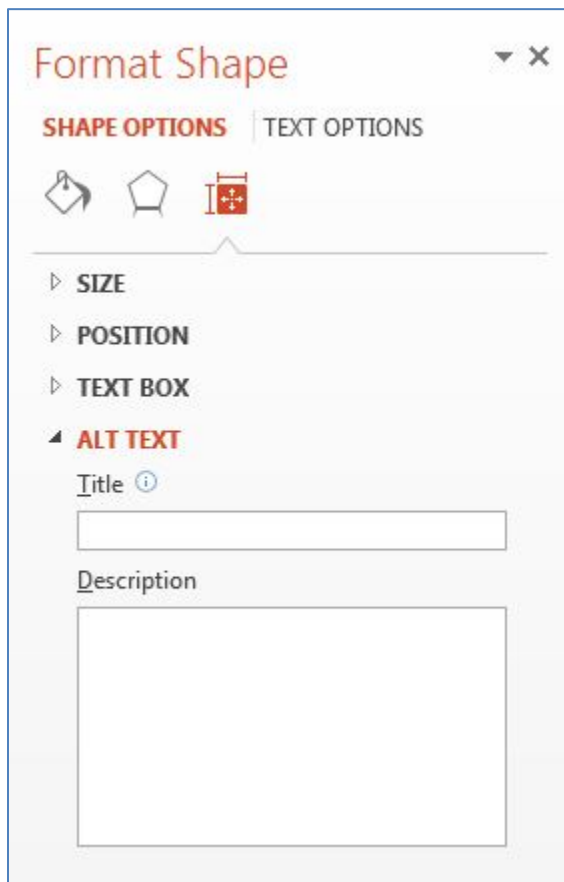 Format Shape
SHAPE OPTIONS TEXT OPTIONS
SIZE
POSITION
TEXT BOX
ALT TEXT
Title
Description